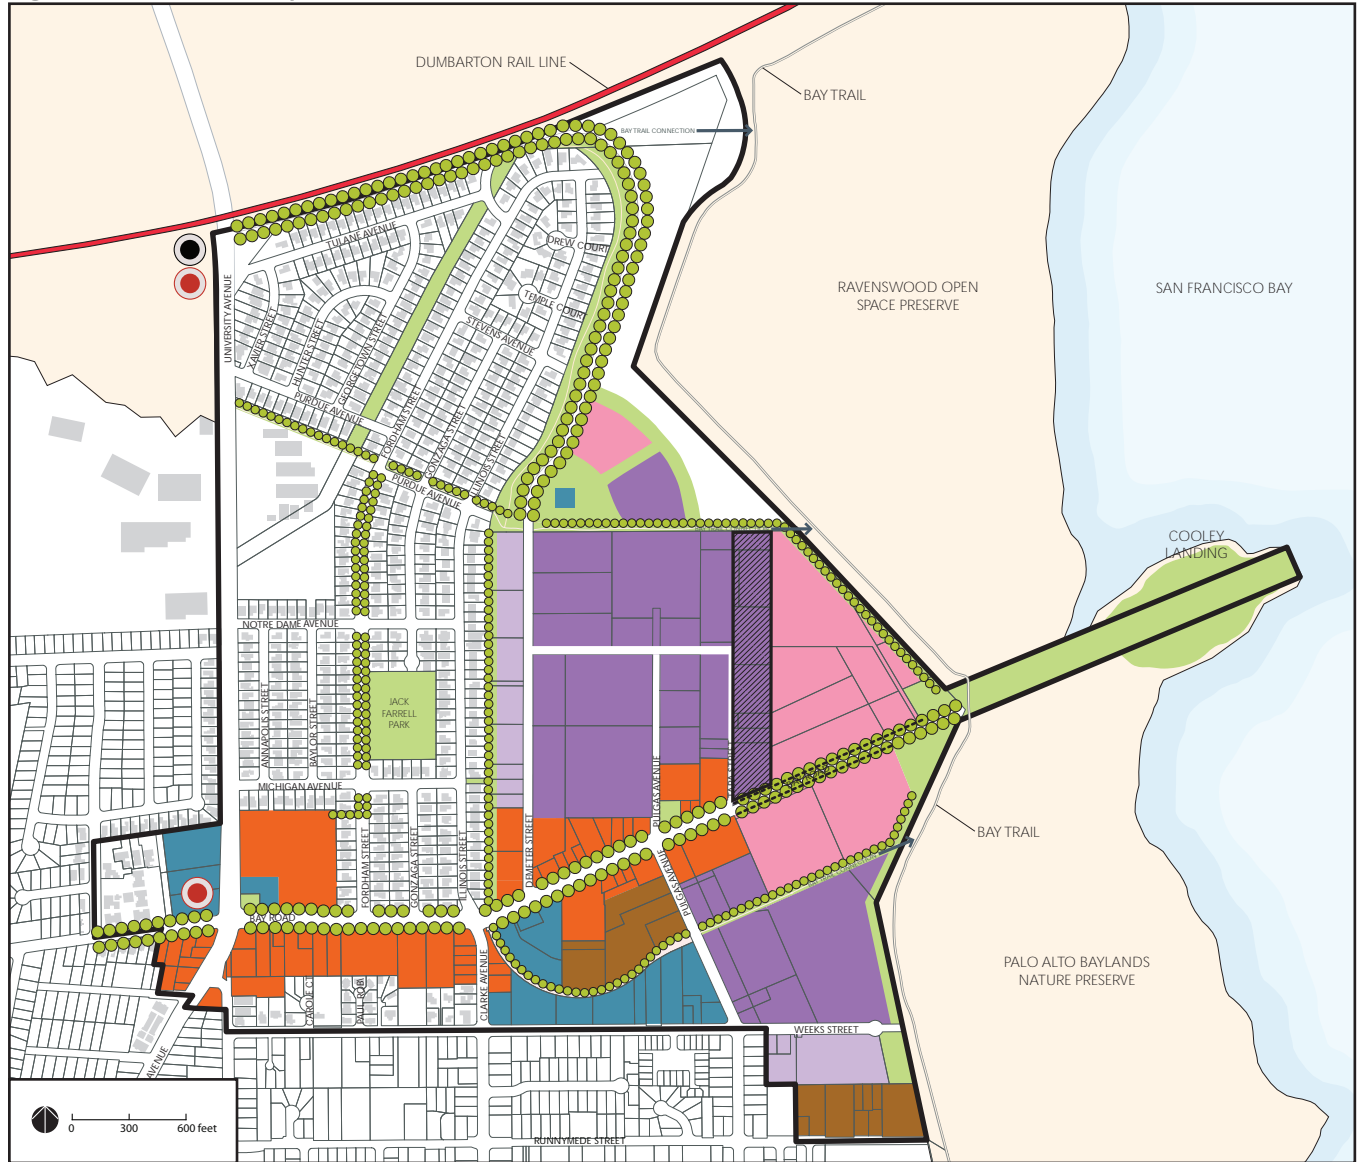 DUMBARTON RAIL LINE
BAY TRAIL
BAY TRAIL CONNECTION
TULANE AVENUE
DREW COURT
UNIVERSITY AVENUE
RAVENSWOOD OPEN
SPACE PRESERVE
SAN FRANCISCO BAY
TEMPLE COURT
XAVIER STREET
HUNTER STREET
GEORGETOWN STREET
STEVENS AVENUE
PURDUE AVENUE
FORDHAM STREET
GONZAGA STREET
ILLINOIS STREET
PURDUE AVENUE
COOLEY
LANDING
NOTRE DAME AVENUE
ANNAPOLIS STREET
BAYLOR STREET
JACK
FARRELL
PARK
MICHIGAN AVENUE
PULGAS AVENUE
FORDHAM STREET
GONZAGA STREET
ILLINOIS STREET
DEMETER STREET
BAY TRAIL
PULGAS AVENUE
BAY ROAD
CLARKE AVENUE
PALO ALTO BAYLANDS
NATURE PRESERVE
WEEKS STREET
AVENUE
0 300 600 feet
RUNNYMEDE STREET